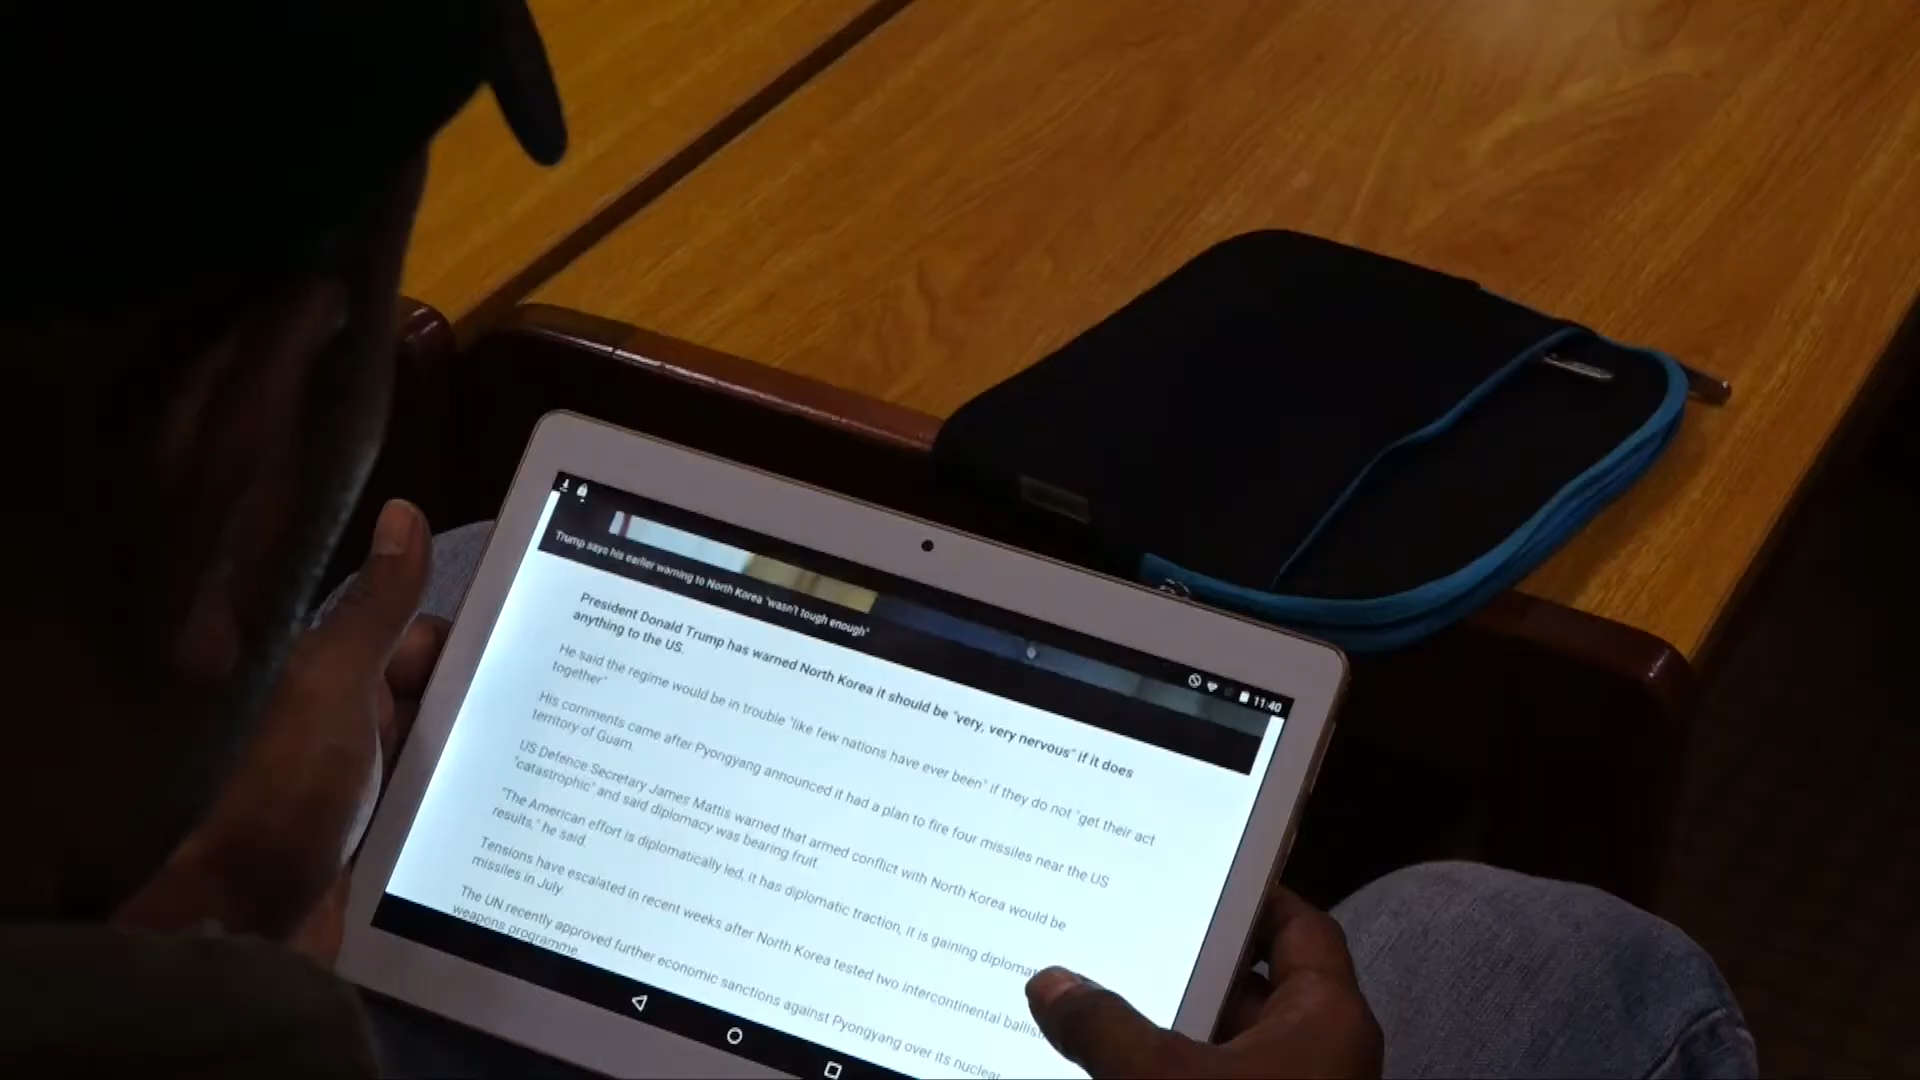 11:40
Trump says his earlier warning to North Korea "wasn't tough enough"
President Donald Trump has warned North Korea it should be "very, very nervous" if it does
anything to the US.
He said the regime would be in trouble "like few nations have ever been" if they do not "get their act
together"
His comments came after Pyongyang announced it had a plan to fire four missiles near the US
territory of Guam.
US Defence Secretary James Mattis warned that armed conflict with North Korea would be
"catastrophic" and said diplomacy was bearing fruit.
"The American effort is diplomatically led, it has diplomatic traction, it is gaining
results," he said.
Tensions have escalated in recent weeks after North Korea tested two intercontinental
missiles in July.
The UN recently approved further economic sanctions against Pyongyang over its nuclear
weapons programme.